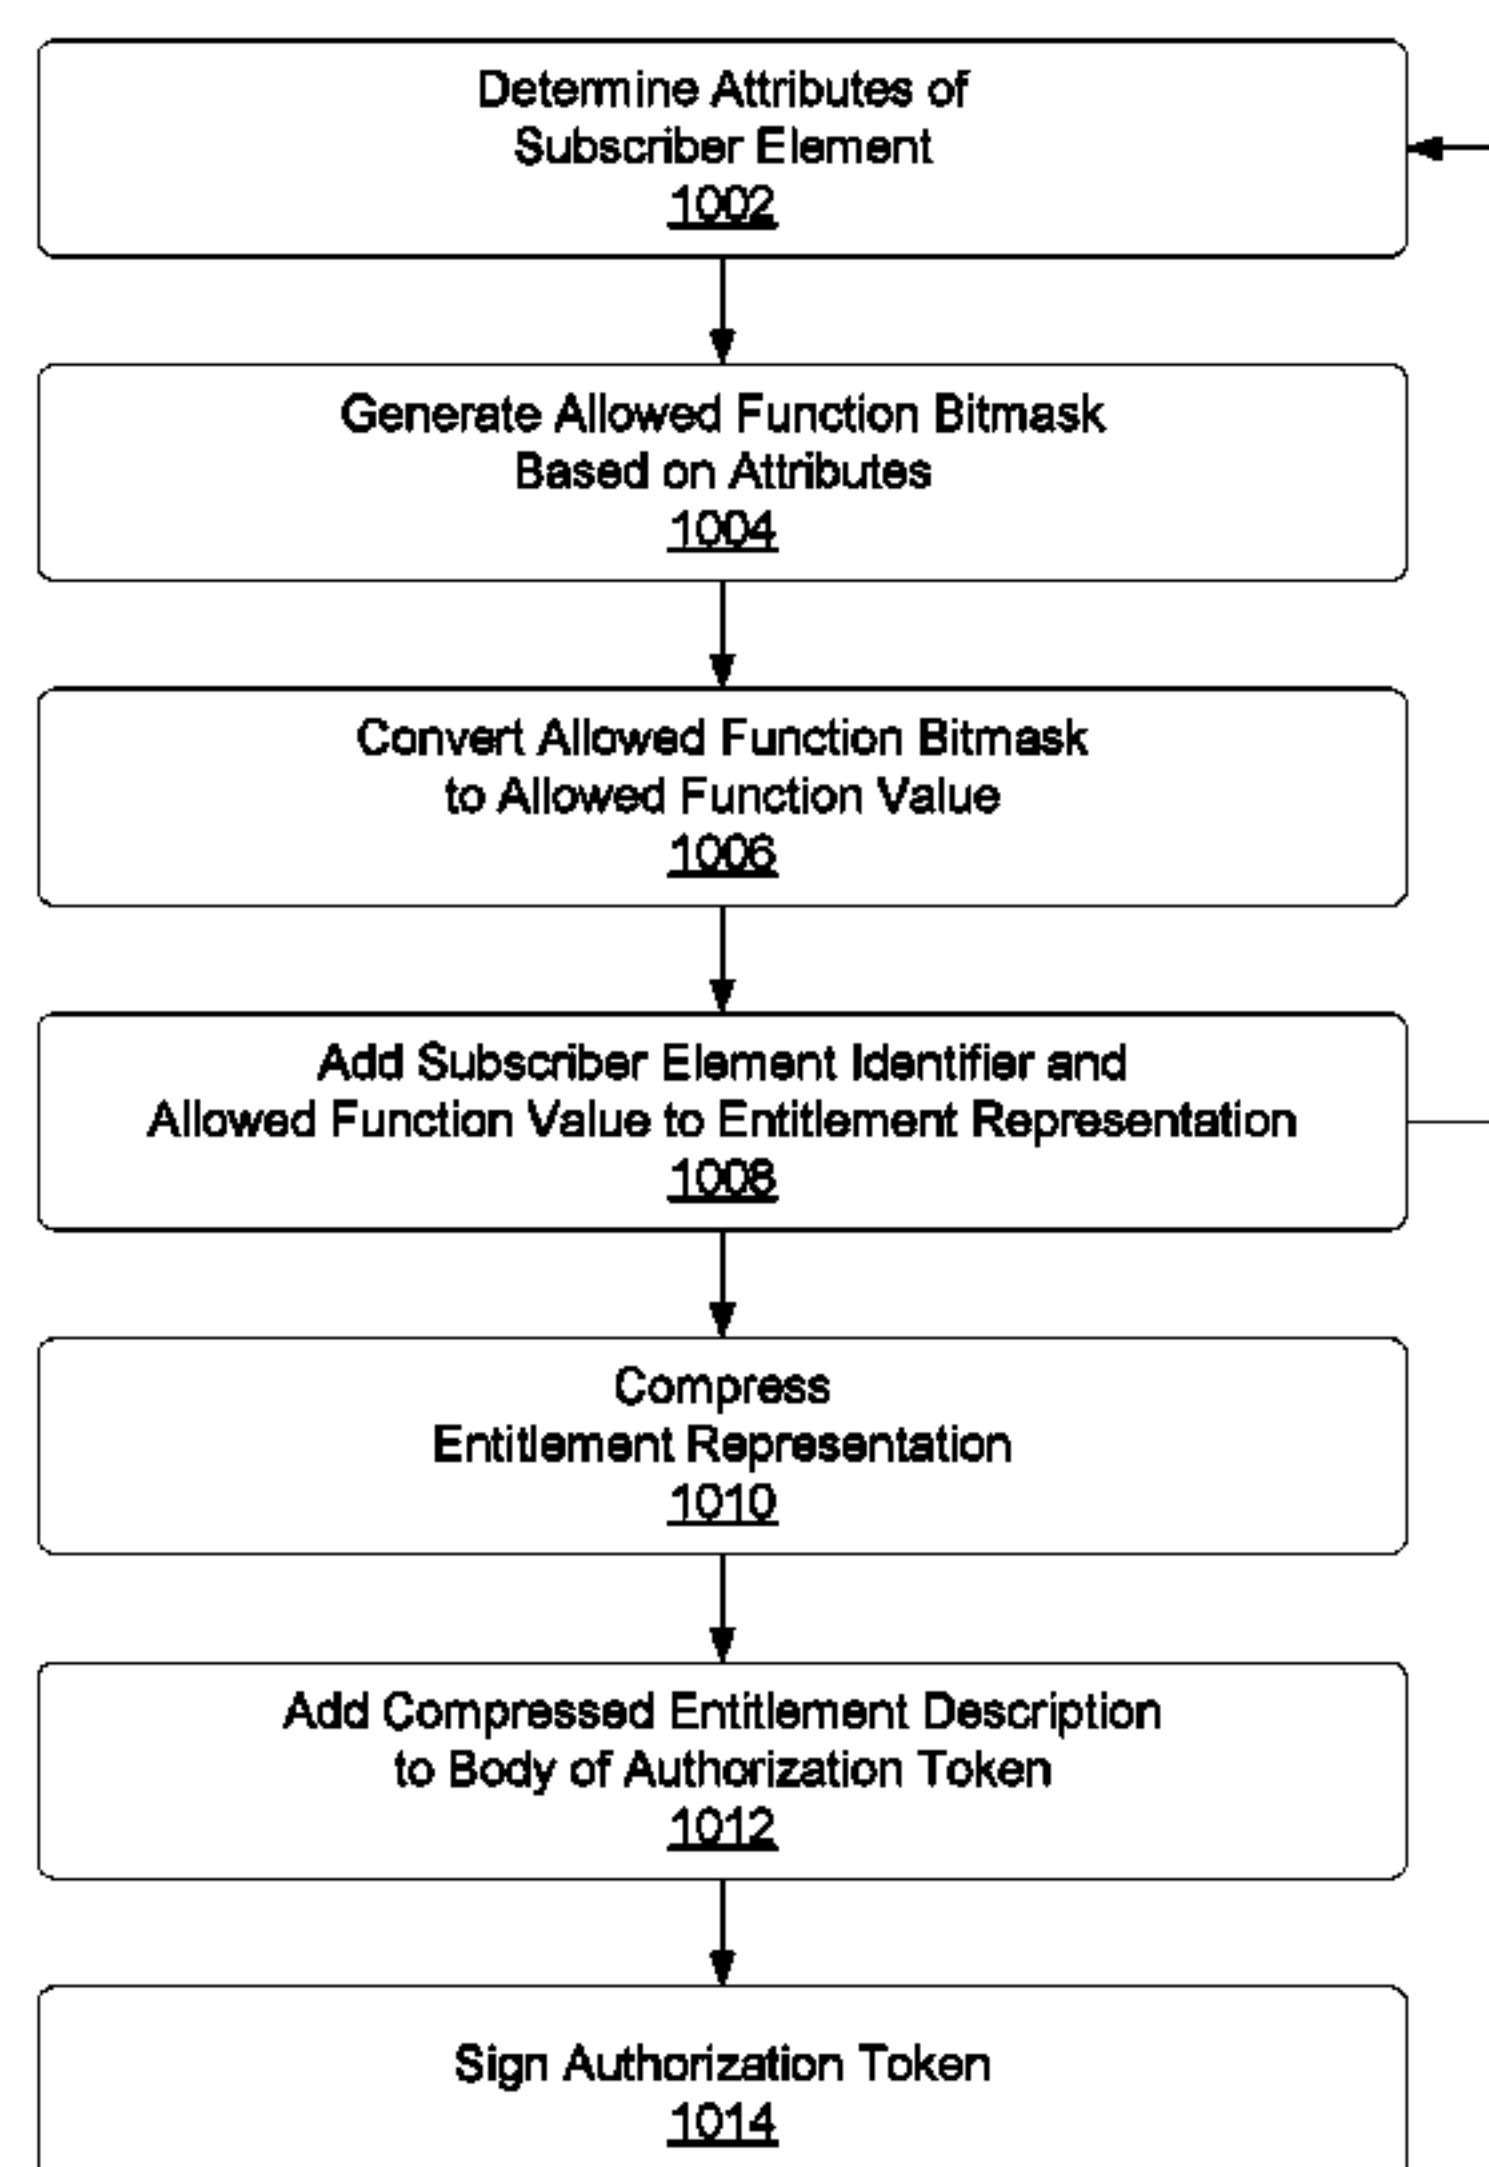 Determine Attributes of
Subscriber Element
1002
Generate Allowed Function Bitmask
Based on Attributes
1004
Convert Allowed Function Bitmask
to Allowed Function Value
1006
Add Subscriber Element Identifier and
Allowed Function Value to Entitlement Representation
1008
Compress
Entitlement Representation
1010
Add Compressed Entitlement Description
to Body of Authorization Token
1012
Sign Authorization Token
1014